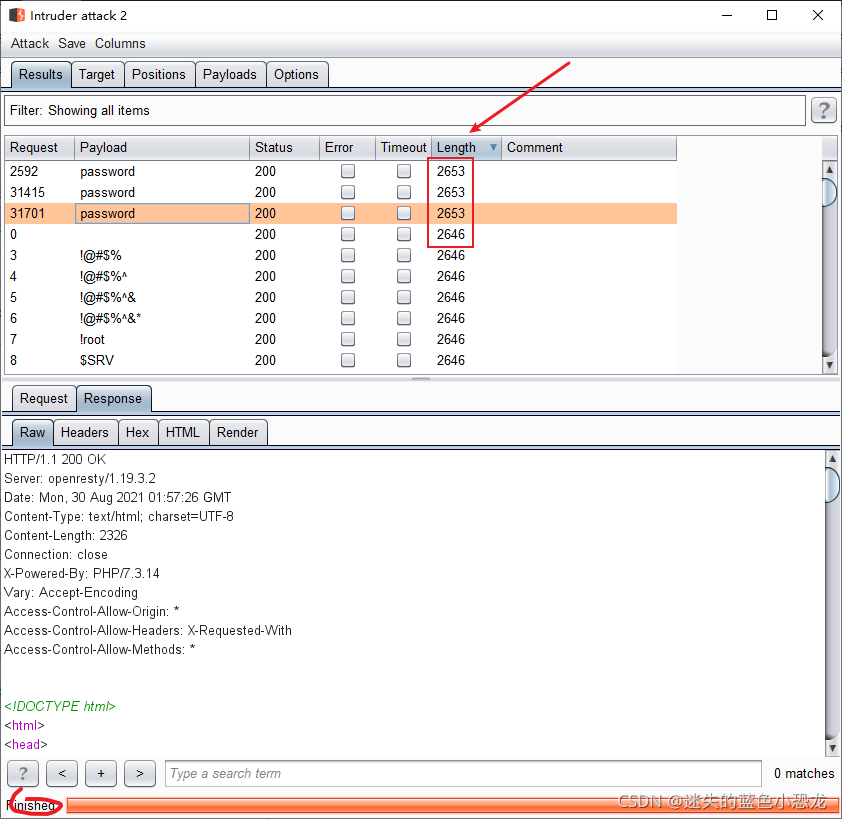 Intruder attack 2
Attack Save Columns
Results Target Positions Payloads Options
Filter: Showing all items ?
Request Payload Status Error Timeout Length Comment
2592 password 200 2653
31415 password 200 2653
31701 password 200 2653
0 200 2646
3 !@#$% 200 2646
4 !@#$%^ 200 2646
5 !@#$%^& 200 2646
6 !@#$%^&* 200 2646
7 !root 200 2646
8 $SRV 200 2646
Request Response
Raw Headers Hex HTML Render
HTTP/1.1 200 OK
Server: openresty/1.19.3.2
Date: Mon, 30 Aug 2021 01:57:26 GMT
Content-Type: text/html; charset=UTF-8
Content-Length: 2326
Connection: close
X-Powered-By: PHP/7.3.14
Vary: Accept-Encoding
Access-Control-Allow-Origin: *
Access-Control-Allow-Headers: X-Requested-With
Access-Control-Allow-Methods: *
<!DOCTYPE html>
<html>
<head>
? < + > Type a search term 0 matches
Finished
CSDN @迷失的蓝色小恐龙